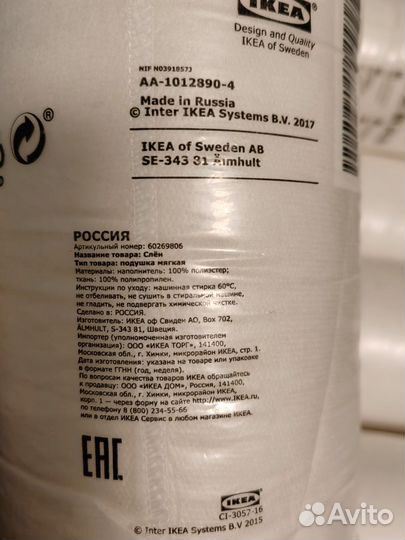 IKEA
®
Design and Quality
IKEA of Sweden
NIF N0391857J
AA-1012890-4
Made in Russia
© Inter IKEA Systems B.V. 2017
IKEA of Sweden AB
SE-343 81 Älmhult
®
РОССИЯ
Артикульный номер: 60269806
Название товара: Слён
Тип товара: подушка мягкая
Материалы: наполнитель: 100% полиэстер;
ткань: 100% полипропилен.
Инструкции по уходу: машинная стирка 60°С,
не отбеливать, не сушить в стиральной машине,
не гладить, не подвергать химической чистке.
Сделано в: РОССИЯ.
Изготовитель: ИКЕА оф Свиден АО, Box 702,
ÄLMHULT, S-343 81, Швеция.
Импортер (уполномоченная изготовителем
организация): ООО «ИКЕА ТОРГ», 141400,
Московская обл., г. Химки, микрорайон ИКЕА, стр. 1.
Дата изготовления: указана на товаре или упаковке
в формате ГГНН (год, неделя).
По вопросам качества товаров ИКЕА обращайтесь
к продавцу: ООО «ИКЕА ДОМ», Россия, 141400,
Московская обл., г. Химки, микрорайон ИКЕА,
корп. 1 — через форму на сайте http://www.IKEA.ru,
по телефону 8 (800) 234-55-66
или в отдел ИКЕА Сервис в любом магазине ИКЕА.
EAC
IKEA
CI-3057-16
© Inter IKEA Systems B.V 2015
Avito